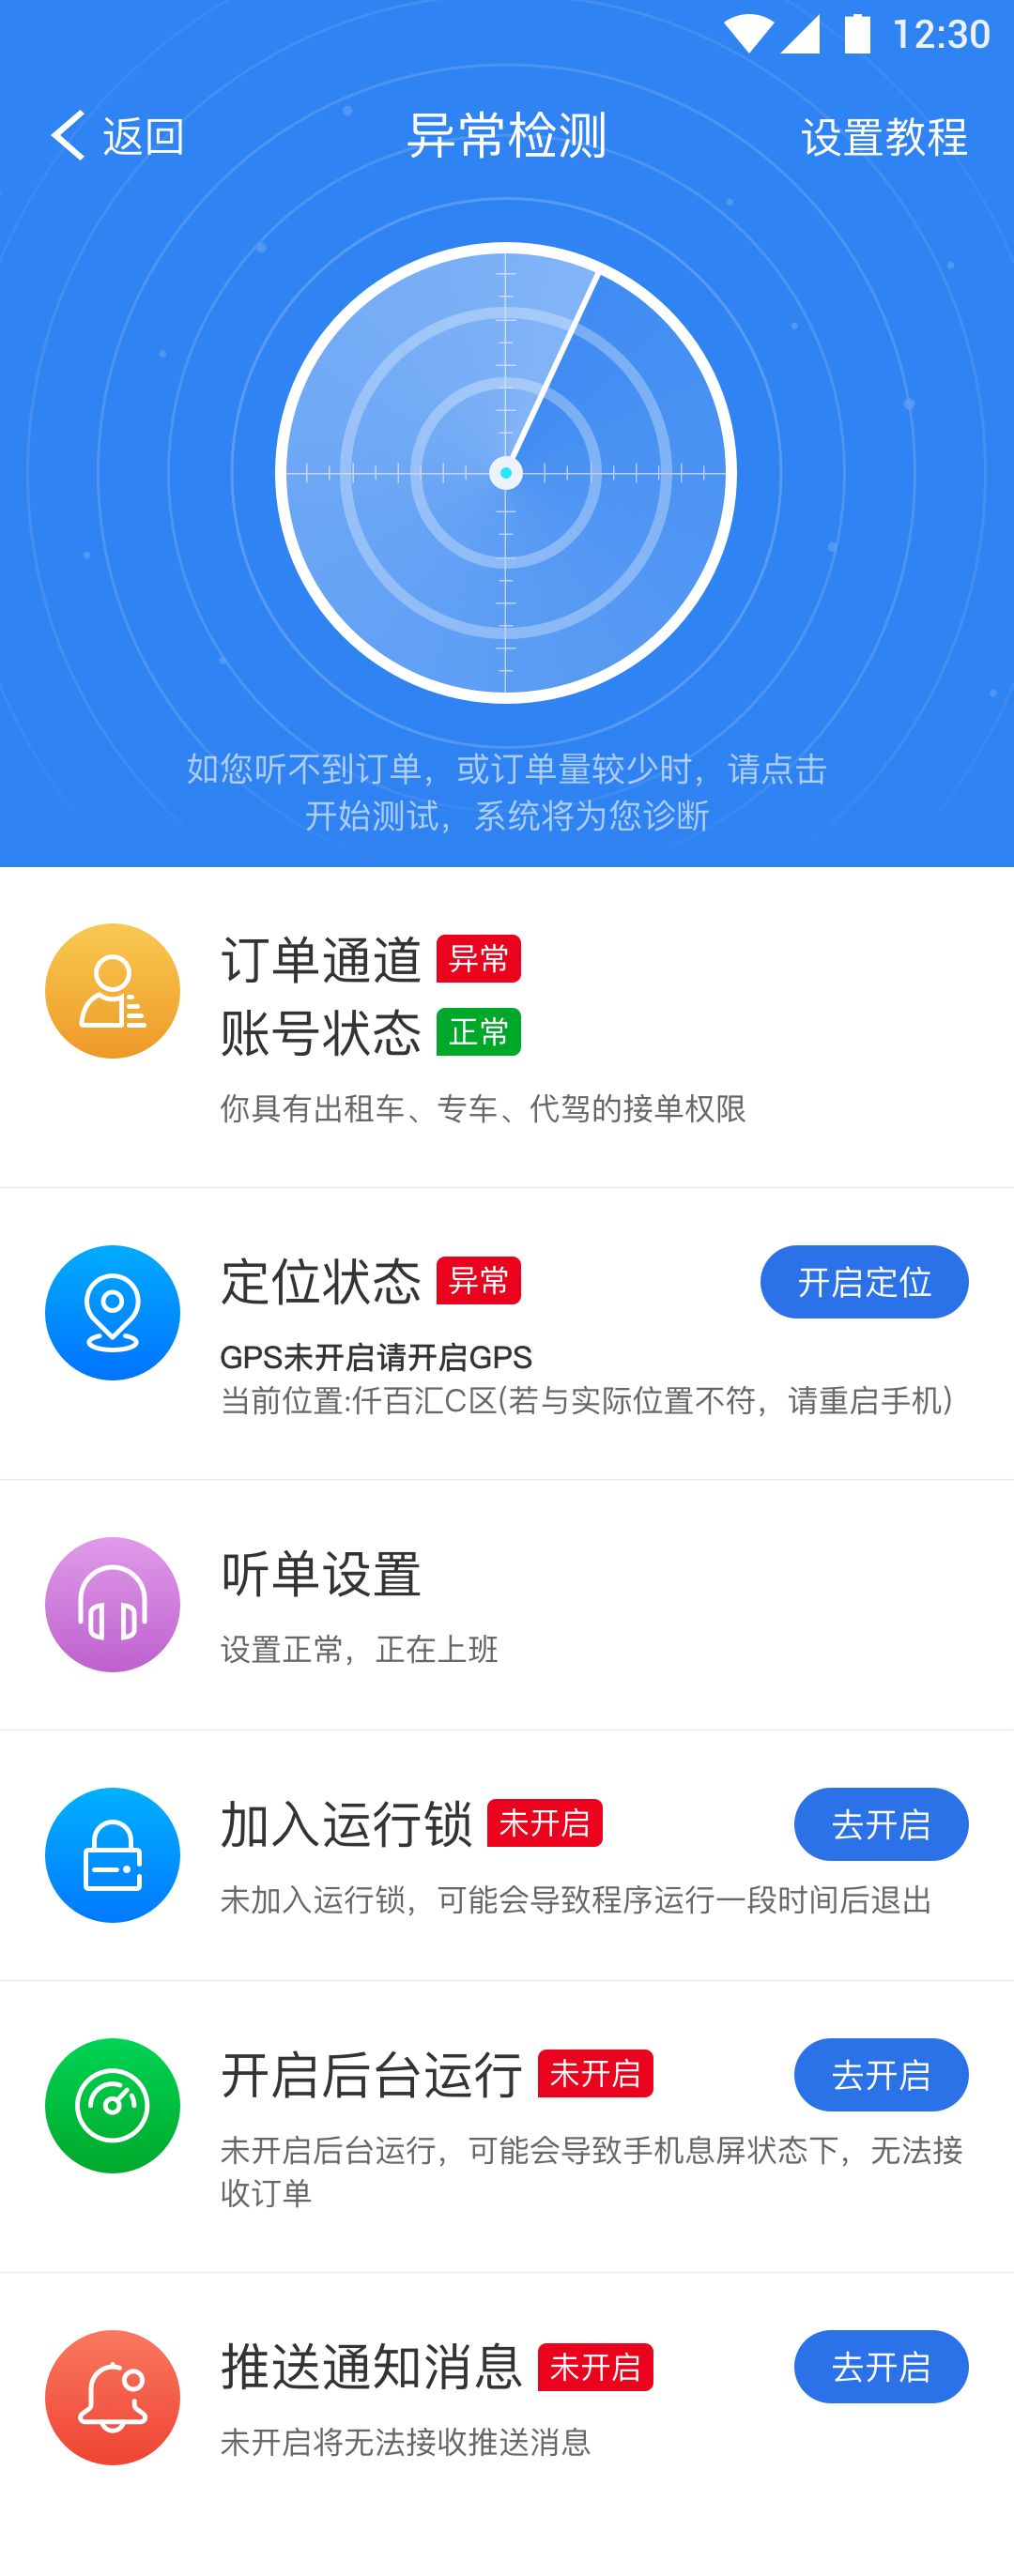 12:30
返回
异常检测
设置教程
如您听不到订单，或订单量较少时，请点击
开始测试，系统将为您诊断
订单通道 异常
账号状态 正常
你具有出租车、专车、代驾的接单权限
定位状态 异常
开启定位
GPS未开启请开启GPS
当前位置:仟百汇C区(若与实际位置不符，请重启手机)
听单设置
设置正常，正在上班
加入运行锁 未开启
去开启
未加入运行锁，可能会导致程序运行一段时间后退出
开启后台运行 未开启
去开启
未开启后台运行，可能会导致手机息屏状态下，无法接
收订单
推送通知消息 未开启
去开启
未开启将无法接收推送消息